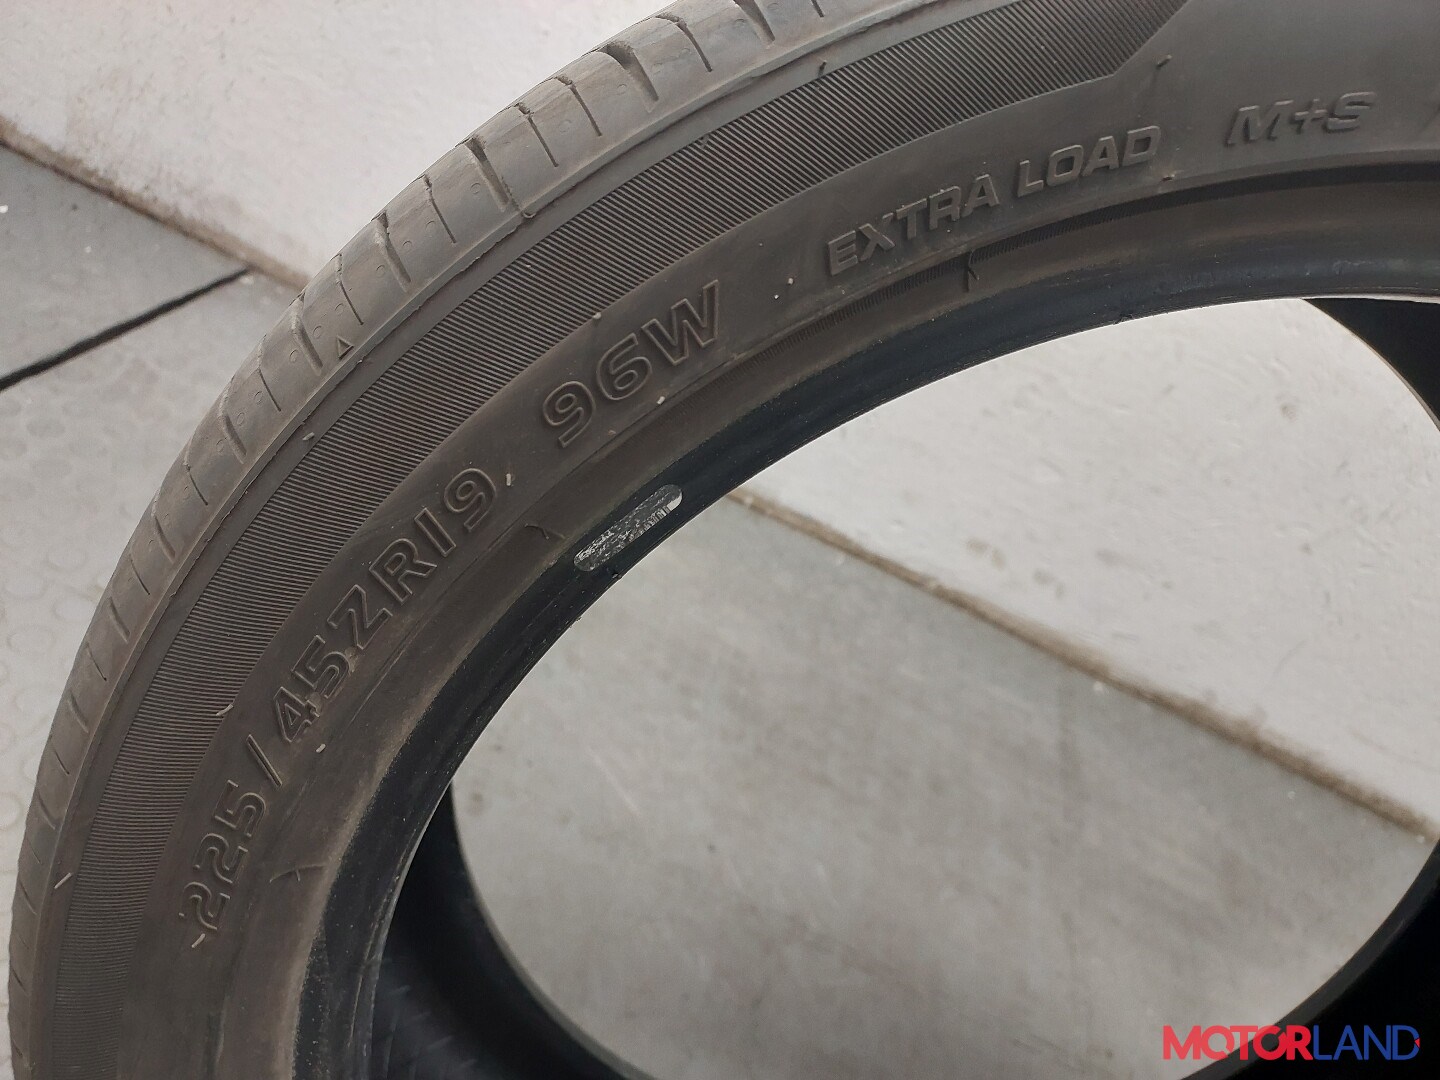 225/45ZR19 96W
EXTRA LOAD
M+S
MOTORLAND